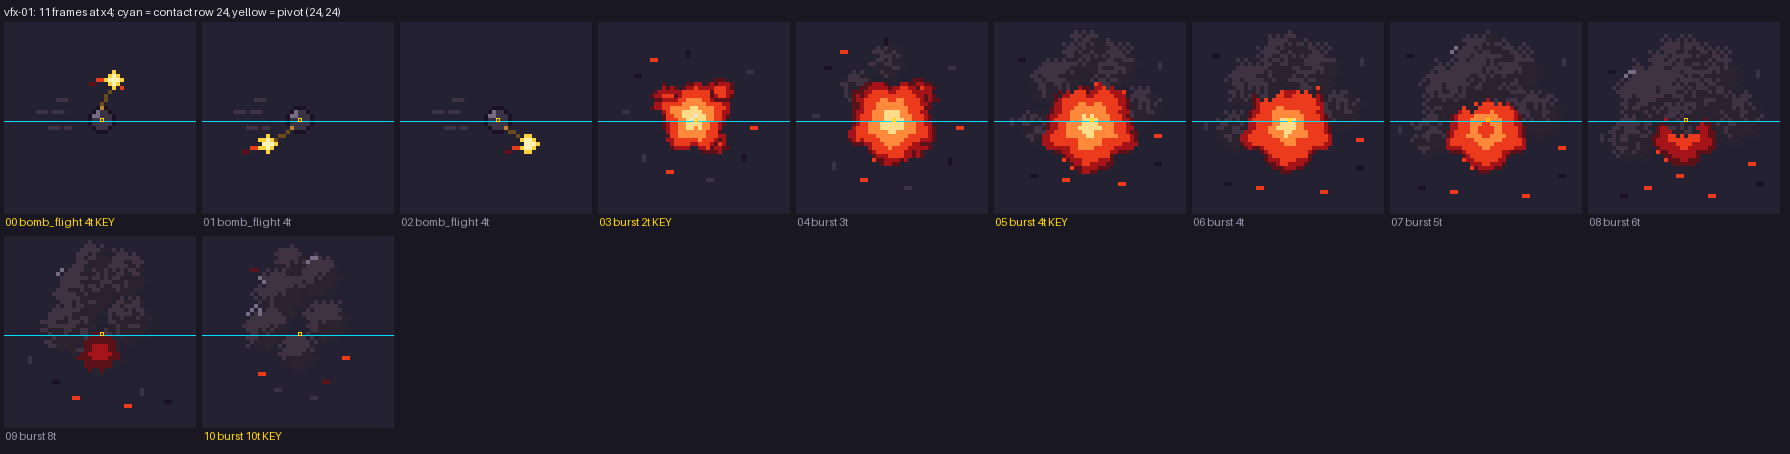 vfx-01: 11 frames at x4; cyan = contact row 24, yellow = pivot (24,24)
00 bomb_flight 4t KEY
01 bomb_flight 4t
02 bomb_flight 4t
03 burst 2t KEY
04 burst 3t
05 burst 4t KEY
06 burst 4t
07 burst 5t
08 burst 6t
09 burst 8t
10 burst 10t KEY